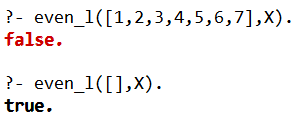 ?- even_l([1,2,3,4,5,6,7],X).
false.
?- even_l([],X).
true.